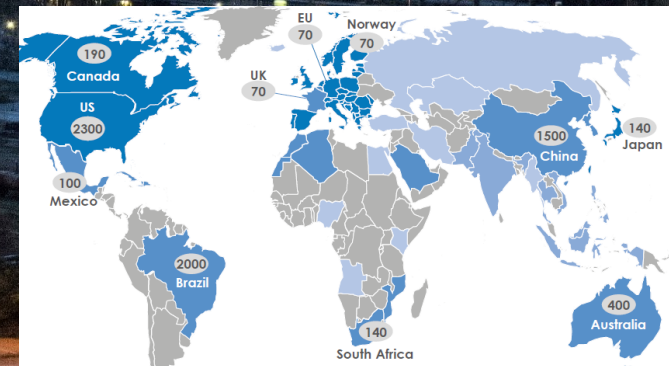 EU
70
Norway
70
190
Canada
UK
70
US
2300
1500
China
140
Japan
100
Mexico
2000
Brazil
400
Australia
140
South Africa